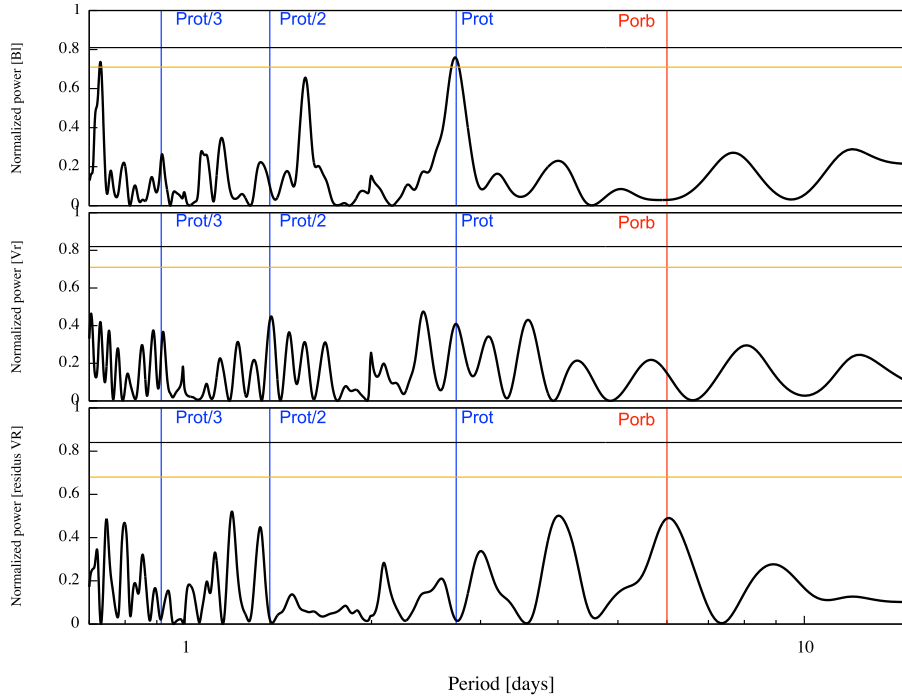 1
Prot/3 Prot/2 Prot Porb
0.8
0.6
0.4
0.2
0
Normalized power [Bl]
1
Prot/3 Prot/2 Prot Porb
0.8
0.6
0.4
0.2
0
Normalized power [Vr]
1
Prot/3 Prot/2 Prot Porb
0.8
0.6
0.4
0.2
0
Normalized power [residus VR]
1 10
Period [days]